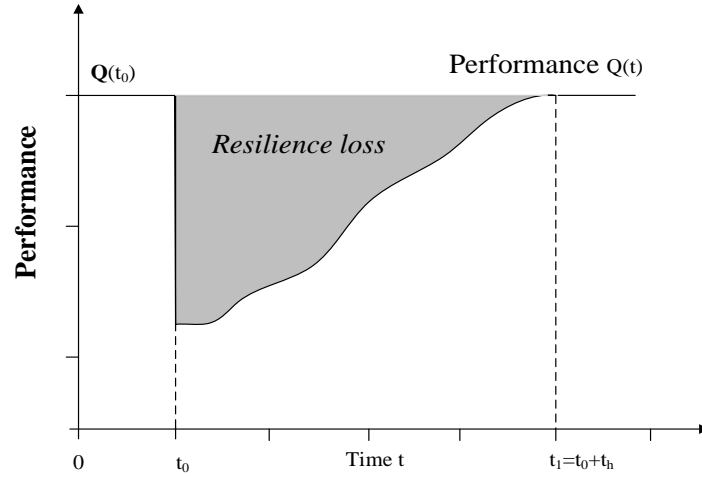 Q(t₀)
Performance Q(t)
Resilience loss
Performance
0
t₀
Time t
t₁=t₀+tₕ